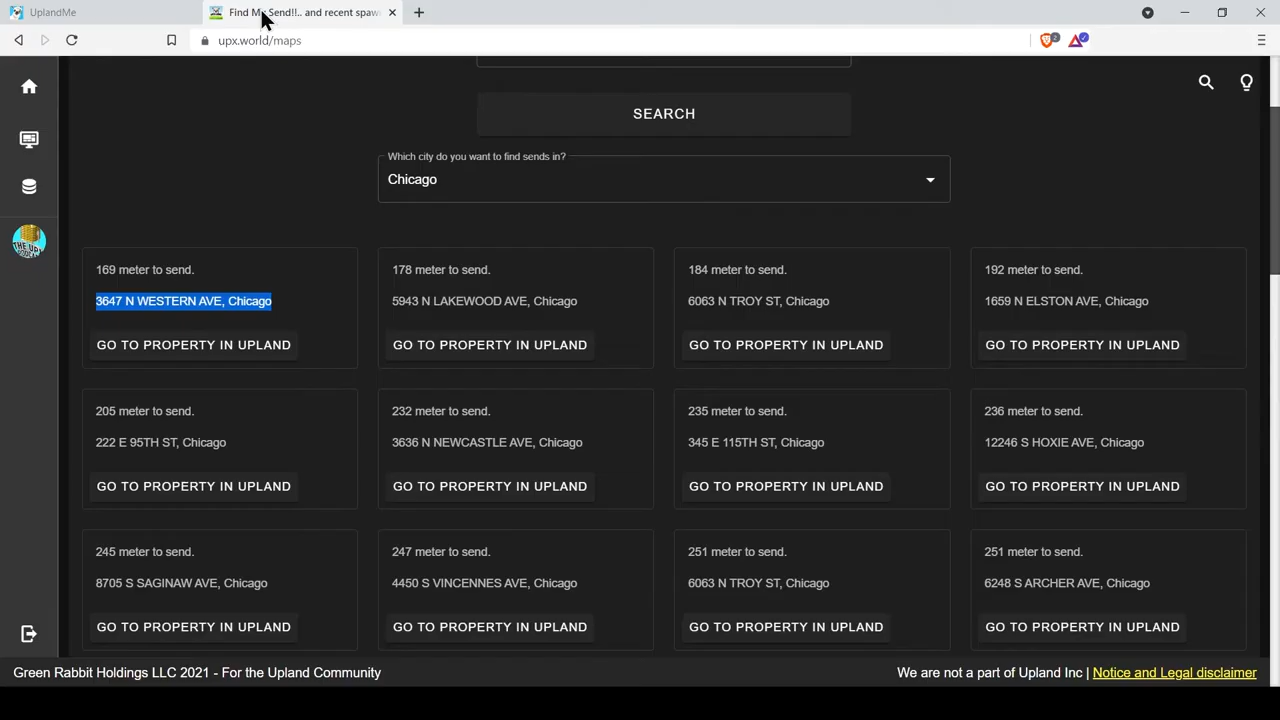 UplandMe
Find My Send!!.. and recent spaw
upx.world/maps
2
SEARCH
Which city do you want to find sends in?
Chicago
169 meter to send.
3647 N WESTERN AVE, Chicago
GO TO PROPERTY IN UPLAND
178 meter to send.
5943 N LAKEWOOD AVE, Chicago
GO TO PROPERTY IN UPLAND
184 meter to send.
6063 N TROY ST, Chicago
GO TO PROPERTY IN UPLAND
192 meter to send.
1659 N ELSTON AVE, Chicago
GO TO PROPERTY IN UPLAND
205 meter to send.
222 E 95TH ST, Chicago
GO TO PROPERTY IN UPLAND
232 meter to send.
3636 N NEWCASTLE AVE, Chicago
GO TO PROPERTY IN UPLAND
235 meter to send.
345 E 115TH ST, Chicago
GO TO PROPERTY IN UPLAND
236 meter to send.
12246 S HOXIE AVE, Chicago
GO TO PROPERTY IN UPLAND
245 meter to send.
8705 S SAGINAW AVE, Chicago
GO TO PROPERTY IN UPLAND
247 meter to send.
4450 S VINCENNES AVE, Chicago
GO TO PROPERTY IN UPLAND
251 meter to send.
6063 N TROY ST, Chicago
GO TO PROPERTY IN UPLAND
251 meter to send.
6248 S ARCHER AVE, Chicago
GO TO PROPERTY IN UPLAND
Green Rabbit Holdings LLC 2021 - For the Upland Community
We are not a part of Upland Inc | Notice and Legal disclaimer